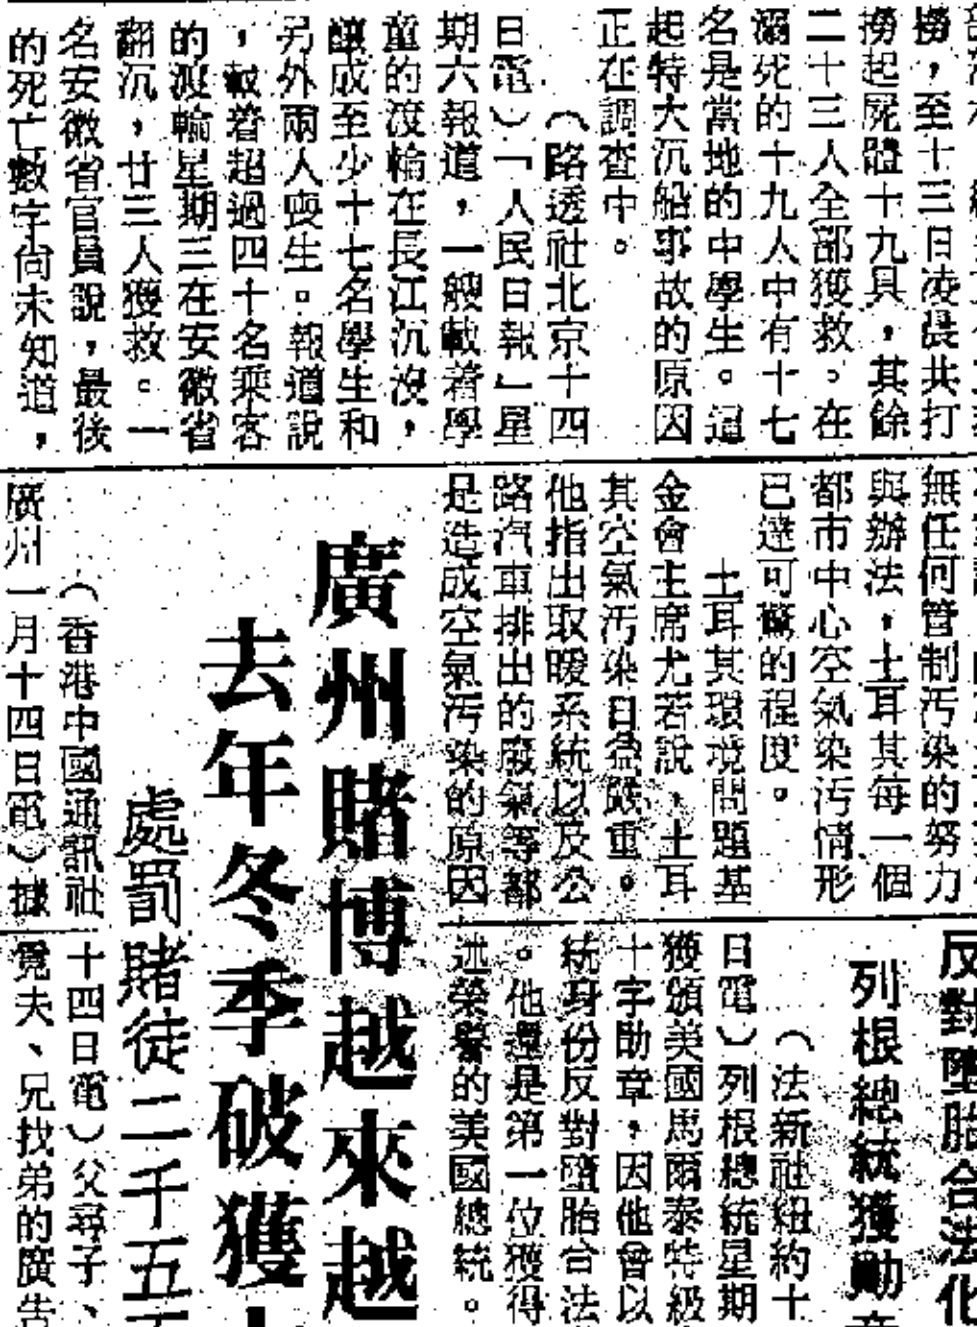 撈,至十三日凌晨共打
撈起屍體十九具,其餘
二十三人全部獲救。在
溺死的十九人中有十七
名是當地的中學生。這
起特大沉船事故的原因
正在調查中。
(路透社北京十四
日電)「人民日報」星
期六報道,一艘載着學
童的渡輪在長江沉沒,
釀成至少十七名學生和
另外兩人喪生。報道說
,載着超過四十名乘客
的渡輪星期三在安徽省
翻沉,廿三人獲救。一
名安徽省官員說,最後
的死亡數字尚未知道,
無任何管制污染的努力
與辦法,土耳其每一個
都市中心空氣染污情形
已達可驚的程度。
土耳其環境問題基
金會主席尤若說,土耳
其空氣污染日益嚴重。
他指出取暖系統以及公
路汽車排出的廢氣等都
是造成空氣污染的原因
廣州賭博越來越
去年冬季破獲
處罰賭徒二千五
(香港中國通訊社
廣州一月十四日電)據
反對墮胎合法化
列根總統獲勳
(法新社紐約十
日電)列根總統星期
獲頒美國馬爾泰特級
十字勛章,因他曾以
統身份反對墮胎合法
。他還是第一位獲得
述榮譽的美國總統。
十四日電)父尋子、
覓夫、兄找弟的廣告